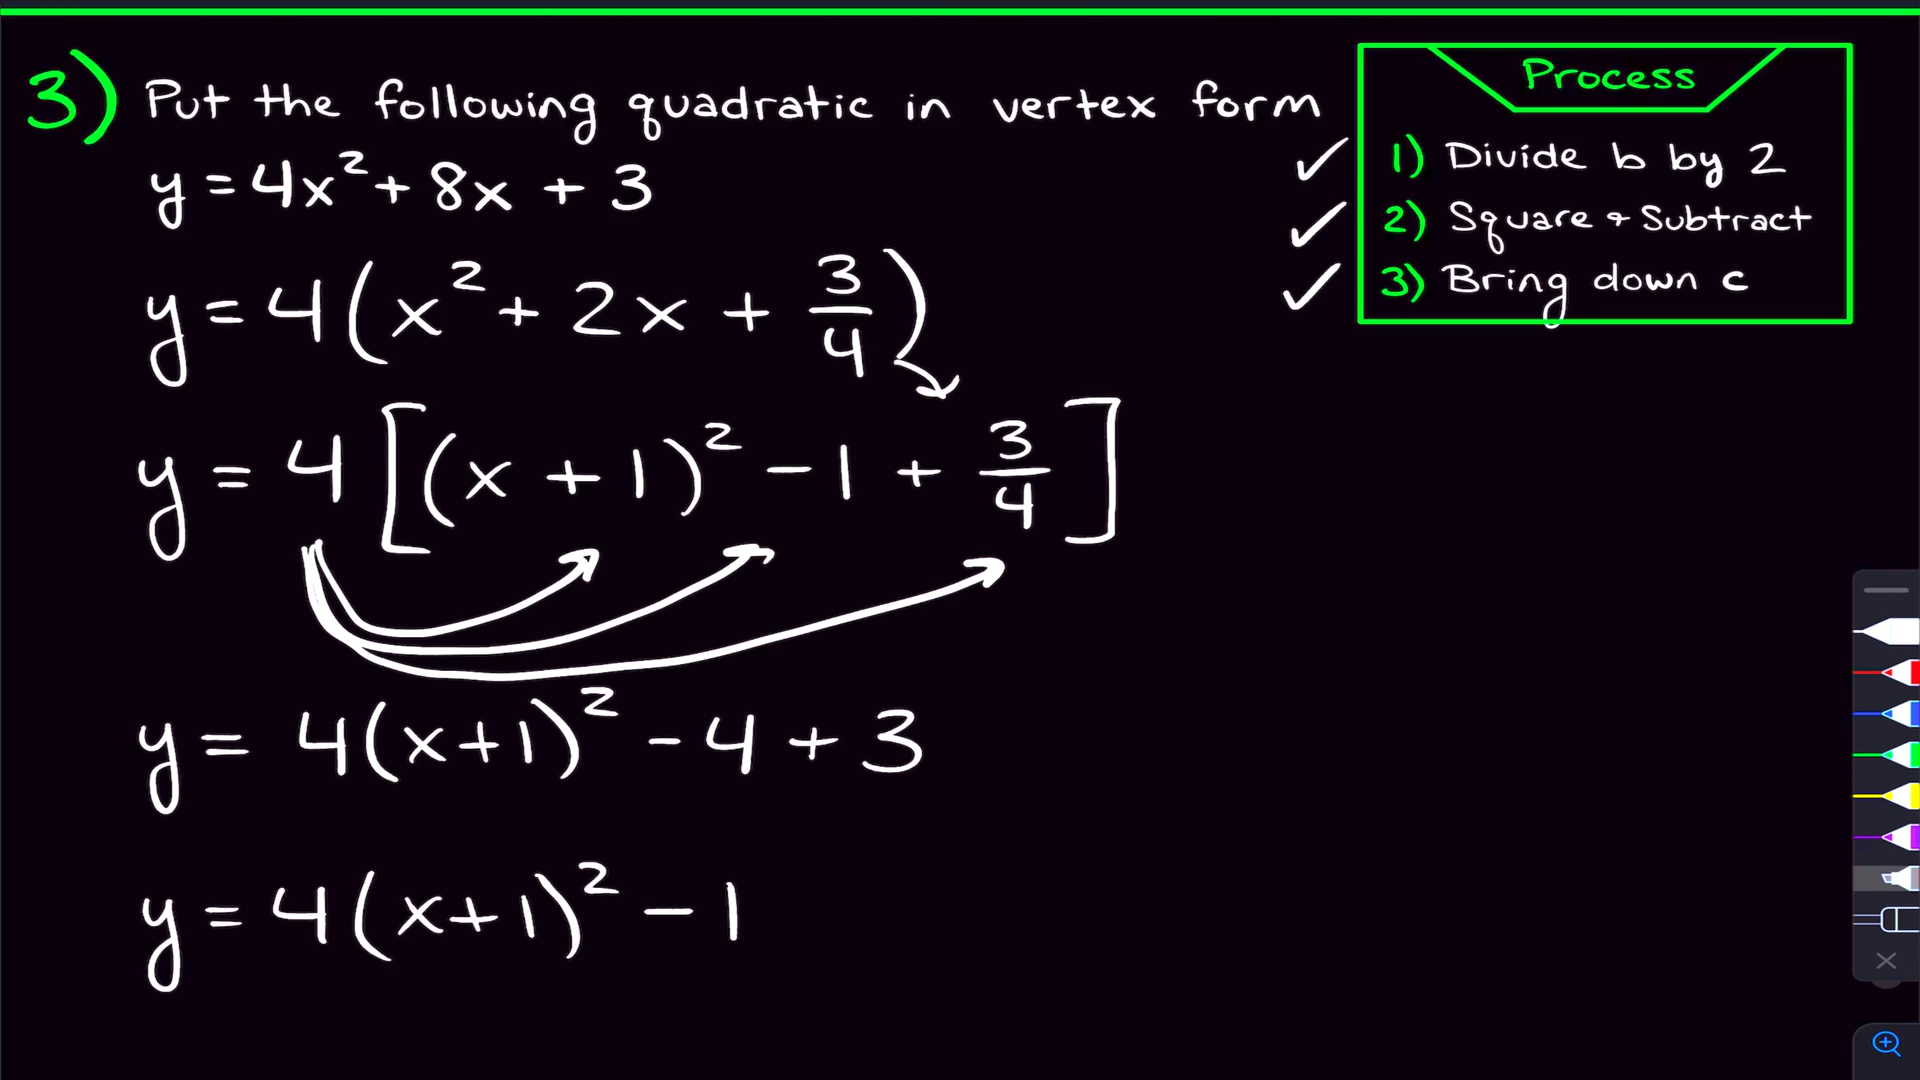 3) Put the following quadratic in vertex form
y = 4x² + 8x + 3
y = 4(x² + 2x + 3/4)
y = 4[(x + 1)² - 1 + 3/4]
y = 4(x+1)² - 4 + 3
y = 4(x+1)² - 1
Process
1) Divide b by 2
2) Square & Subtract
3) Bring down c